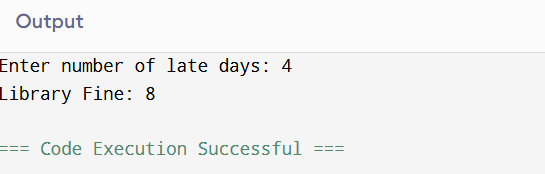 Output
Enter number of late days: 4
Library Fine: 8
=== Code Execution Successful ===